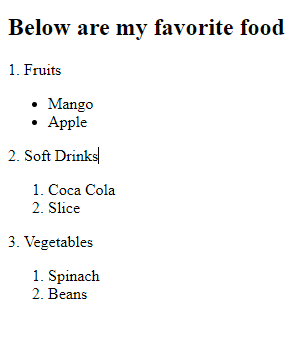 Below are my favorite food
1. Fruits
• Mango
• Apple
2. Soft Drinks
1. Coca Cola
2. Slice
3. Vegetables
1. Spinach
2. Beans